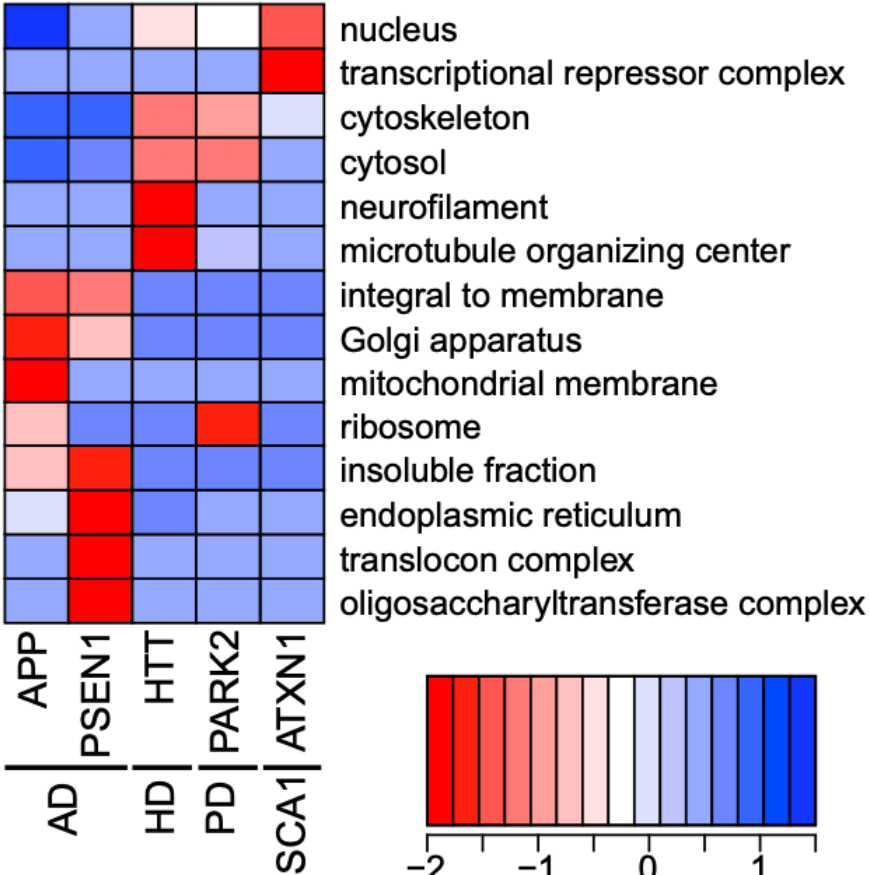 nucleus
transcriptional repressor complex
cytoskeleton
cytosol
neurofilament
microtubule organizing center
integral to membrane
Golgi apparatus
mitochondrial membrane
ribosome
insoluble fraction
endoplasmic reticulum
translocon complex
oligosaccharyltransferase complex
APP PSEN1 HTT PARK2 ATXN1
AD HD PD SCA1
−2 −1 0 1